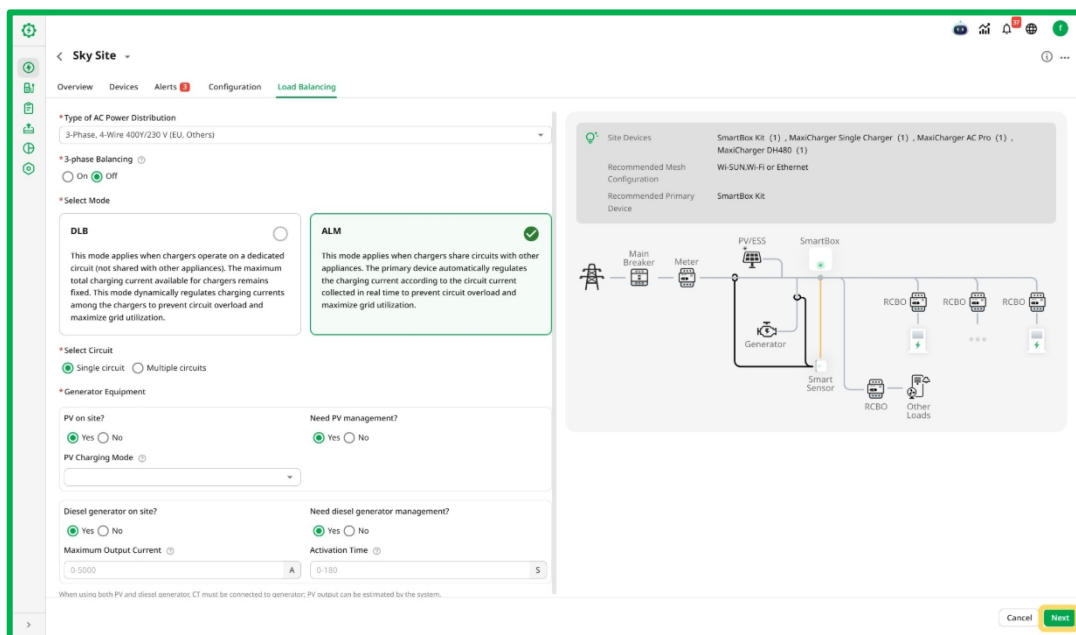 37
f
Sky Site
Overview Devices Alerts 3 Configuration Load Balancing
*Type of AC Power Distribution
3-Phase, 4-Wire 400Y/230 V (EU, Others)
*3-phase Balancing
On Off
*Select Mode
DLB
This mode applies when chargers operate on a dedicated
circuit (not shared with other appliances). The maximum
total charging current available for chargers remains
fixed. This mode dynamically regulates charging currents
among the chargers to prevent circuit overload and
maximize grid utilization.
ALM
This mode applies when chargers share circuits with other
appliances. The primary device automatically regulates
the charging current according to the circuit current
collected in real time to prevent circuit overload and
maximize grid utilization.
*Select Circuit
Single circuit Multiple circuits
*Generator Equipment
PV on site? Need PV management?
Yes No Yes No
PV Charging Mode
Diesel generator on site? Need diesel generator management?
Yes No Yes No
Maximum Output Current Activation Time
0-5000 A 0-180 S
When using both PV and diesel generator, CT must be connected to generator; PV output can be estimated by the system.
Site Devices SmartBox Kit (1) , MaxiCharger Single Charger (1) , MaxiCharger AC Pro (1) ,
MaxiCharger DH480 (1)
Recommended Mesh Wi-SUN,Wi-Fi or Ethernet
Configuration
Recommended Primary SmartBox Kit
Device
PV/ESS SmartBox
Main
Breaker Meter
RCBO RCBO RCBO
Generator
Smart
Sensor
RCBO Other
Loads
Cancel Next